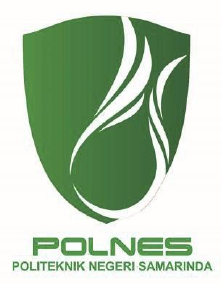 POLNES
POLITEKNIK NEGERI SAMARINDA